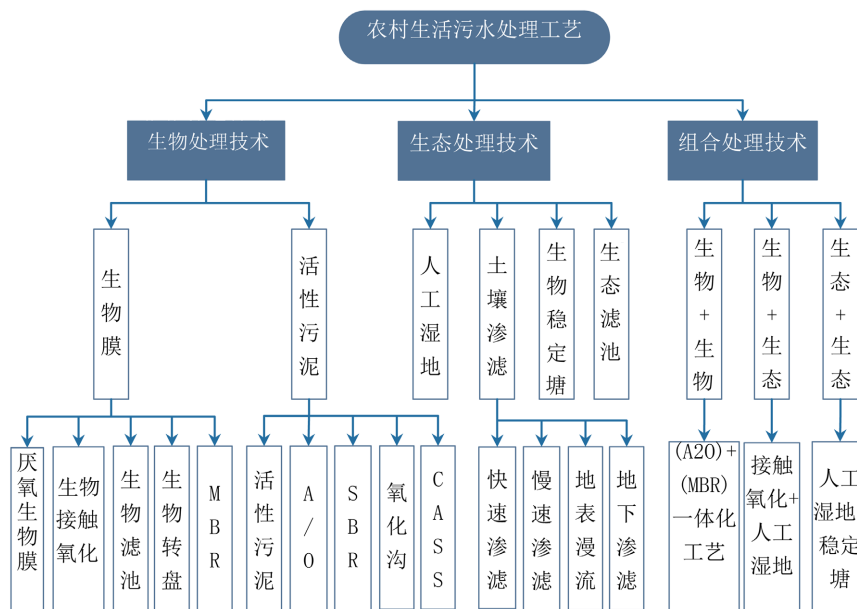 农村生活污水处理工艺
生物处理技术
生态处理技术
组合处理技术
生物膜
活性污泥
人工湿地
土壤渗滤
生物稳定塘
生态滤池
生物+生物
生物+生态
生态+生态
厌氧生物膜
生物
接触
氧化
生物滤池
生物转盘
MBR
活性污泥
A/O
SBR
氧化沟
CASS
快速渗滤
慢速渗滤
地表漫流
地下渗滤
(A2O)+
(MBR)
一体化
工艺
接触
氧化+
人工
湿地
人工
湿地
稳定
塘